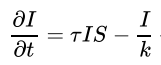 ∂I/∂t = τIS − I/k -